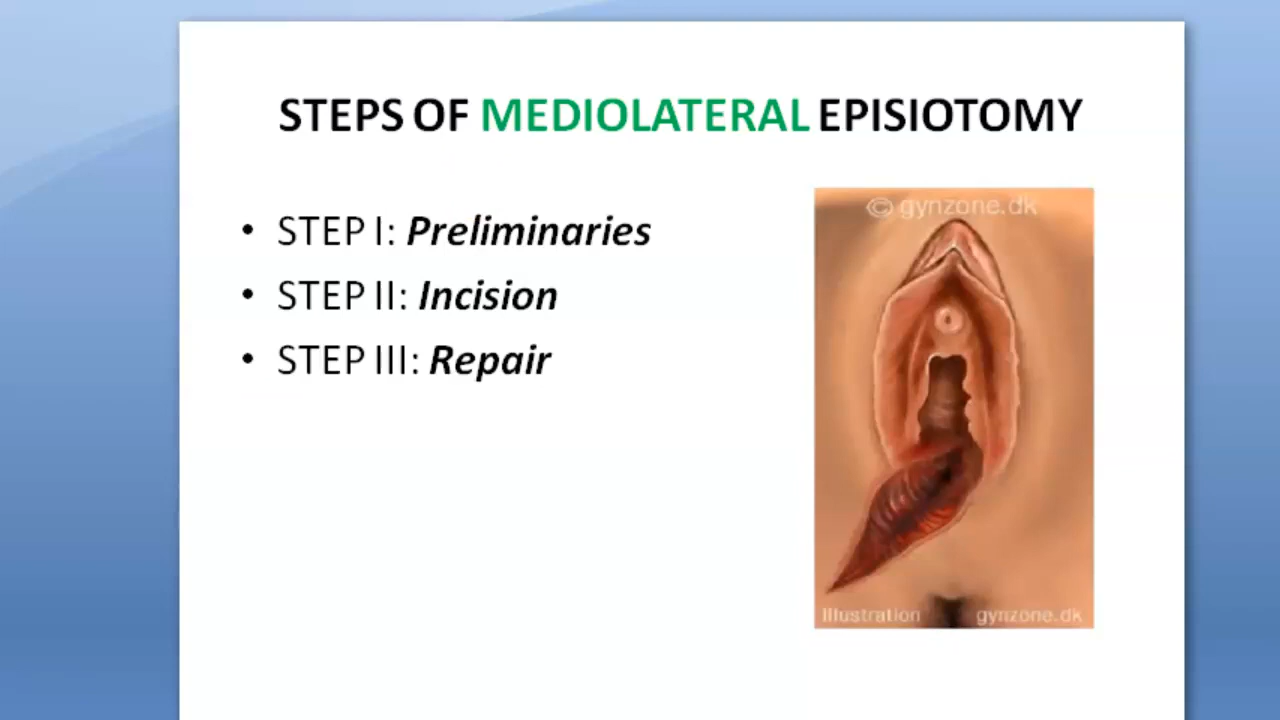 STEPS OF MEDIOLATERAL EPISIOTOMY
• STEP I: Preliminaries
• STEP II: Incision
• STEP III: Repair
© gynzone.dk
Illustration gynzone.dk